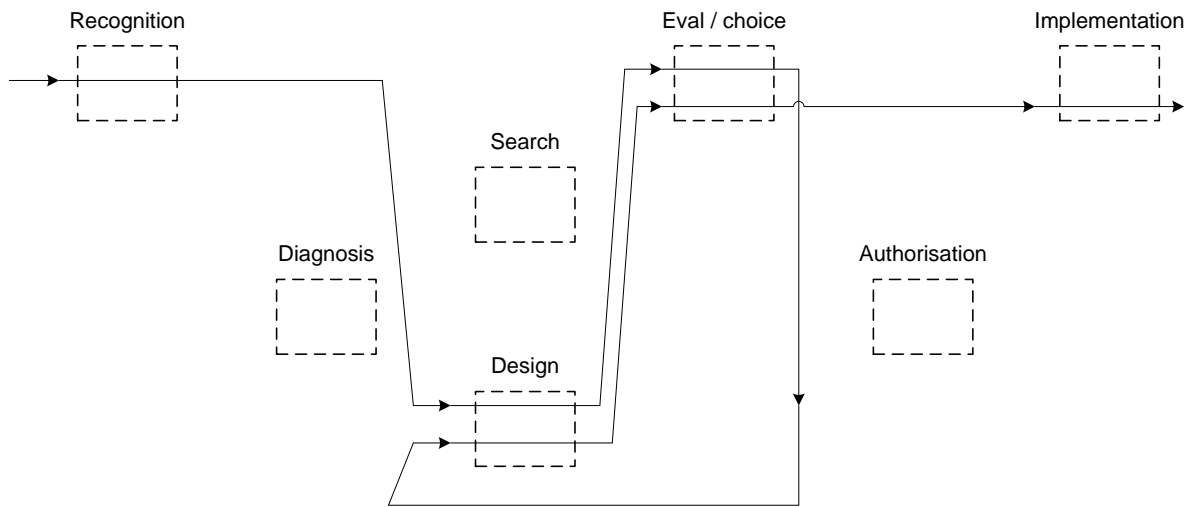 Recognition
Eval / choice
Implementation
Search
Diagnosis
Authorisation
Design